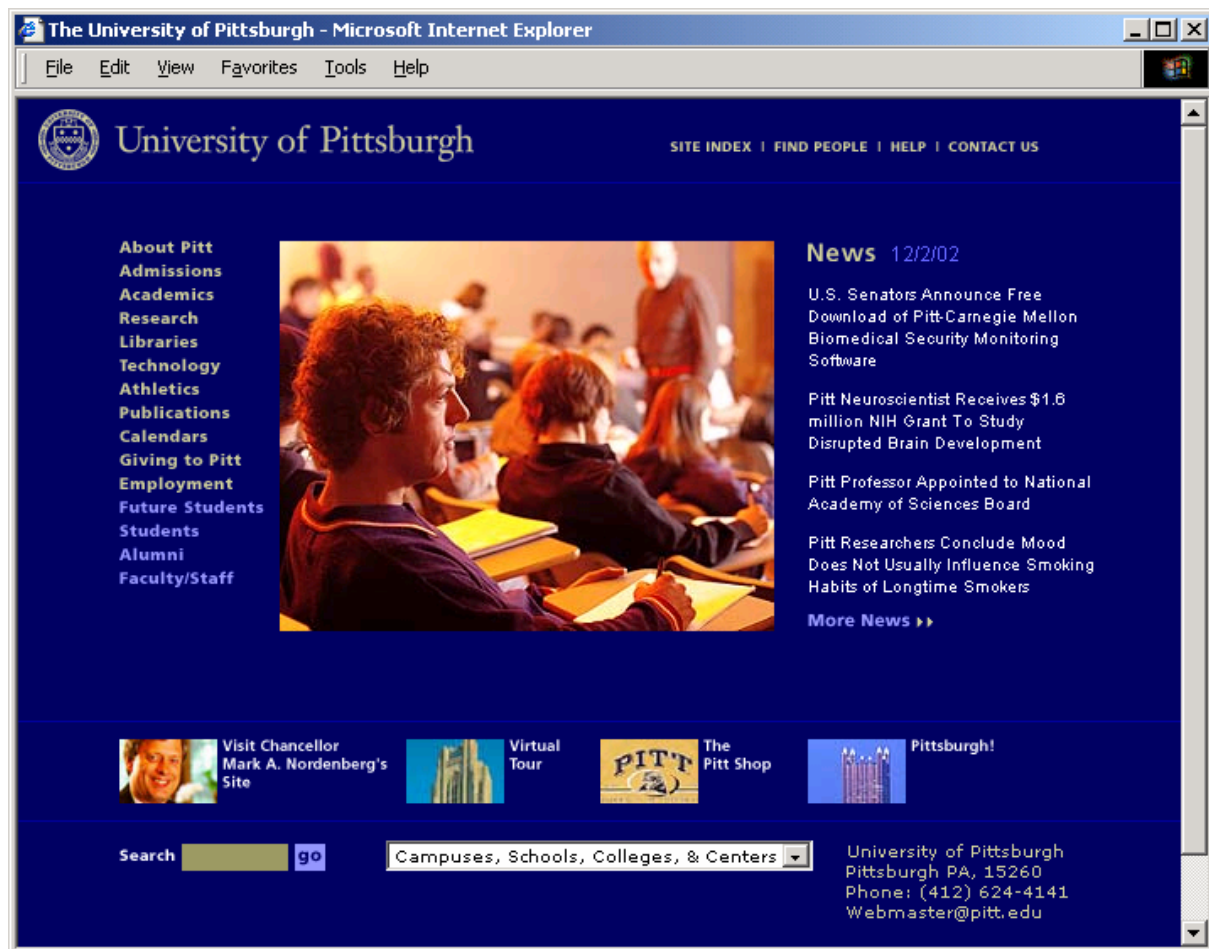 The University of Pittsburgh - Microsoft Internet Explorer
File Edit View Favorites Tools Help
University of Pittsburgh
SITE INDEX | FIND PEOPLE | HELP | CONTACT US
About Pitt
Admissions
Academics
Research
Libraries
Technology
Athletics
Publications
Calendars
Giving to Pitt
Employment
Future Students
Students
Alumni
Faculty/Staff
News 12/2/02
U.S. Senators Announce Free
Download of Pitt-Carnegie Mellon
Biomedical Security Monitoring
Software
Pitt Neuroscientist Receives $1.6
million NIH Grant To Study
Disrupted Brain Development
Pitt Professor Appointed to National
Academy of Sciences Board
Pitt Researchers Conclude Mood
Does Not Usually Influence Smoking
Habits of Longtime Smokers
More News
Visit Chancellor
Mark A. Nordenberg's
Site
Virtual
Tour
PITT
The
Pitt Shop
Pittsburgh!
Search go
Campuses, Schools, Colleges, & Centers
University of Pittsburgh
Pittsburgh PA, 15260
Phone: (412) 624-4141
Webmaster@pitt.edu